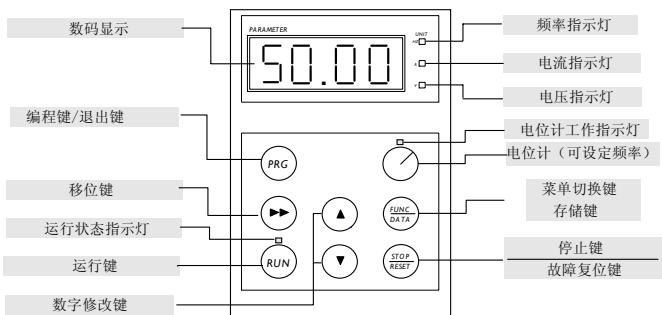 数码显示
编程键/退出键
移位键
运行状态指示灯
运行键
数字修改键
PARAMETER
UNIT
HZ
A
V
50.00
PRG
RUN
FUNC
DATA
STOP
RESET
频率指示灯
电流指示灯
电压指示灯
电位计工作指示灯
电位计（可设定频率）
菜单切换键
存储键
停止键
故障复位键